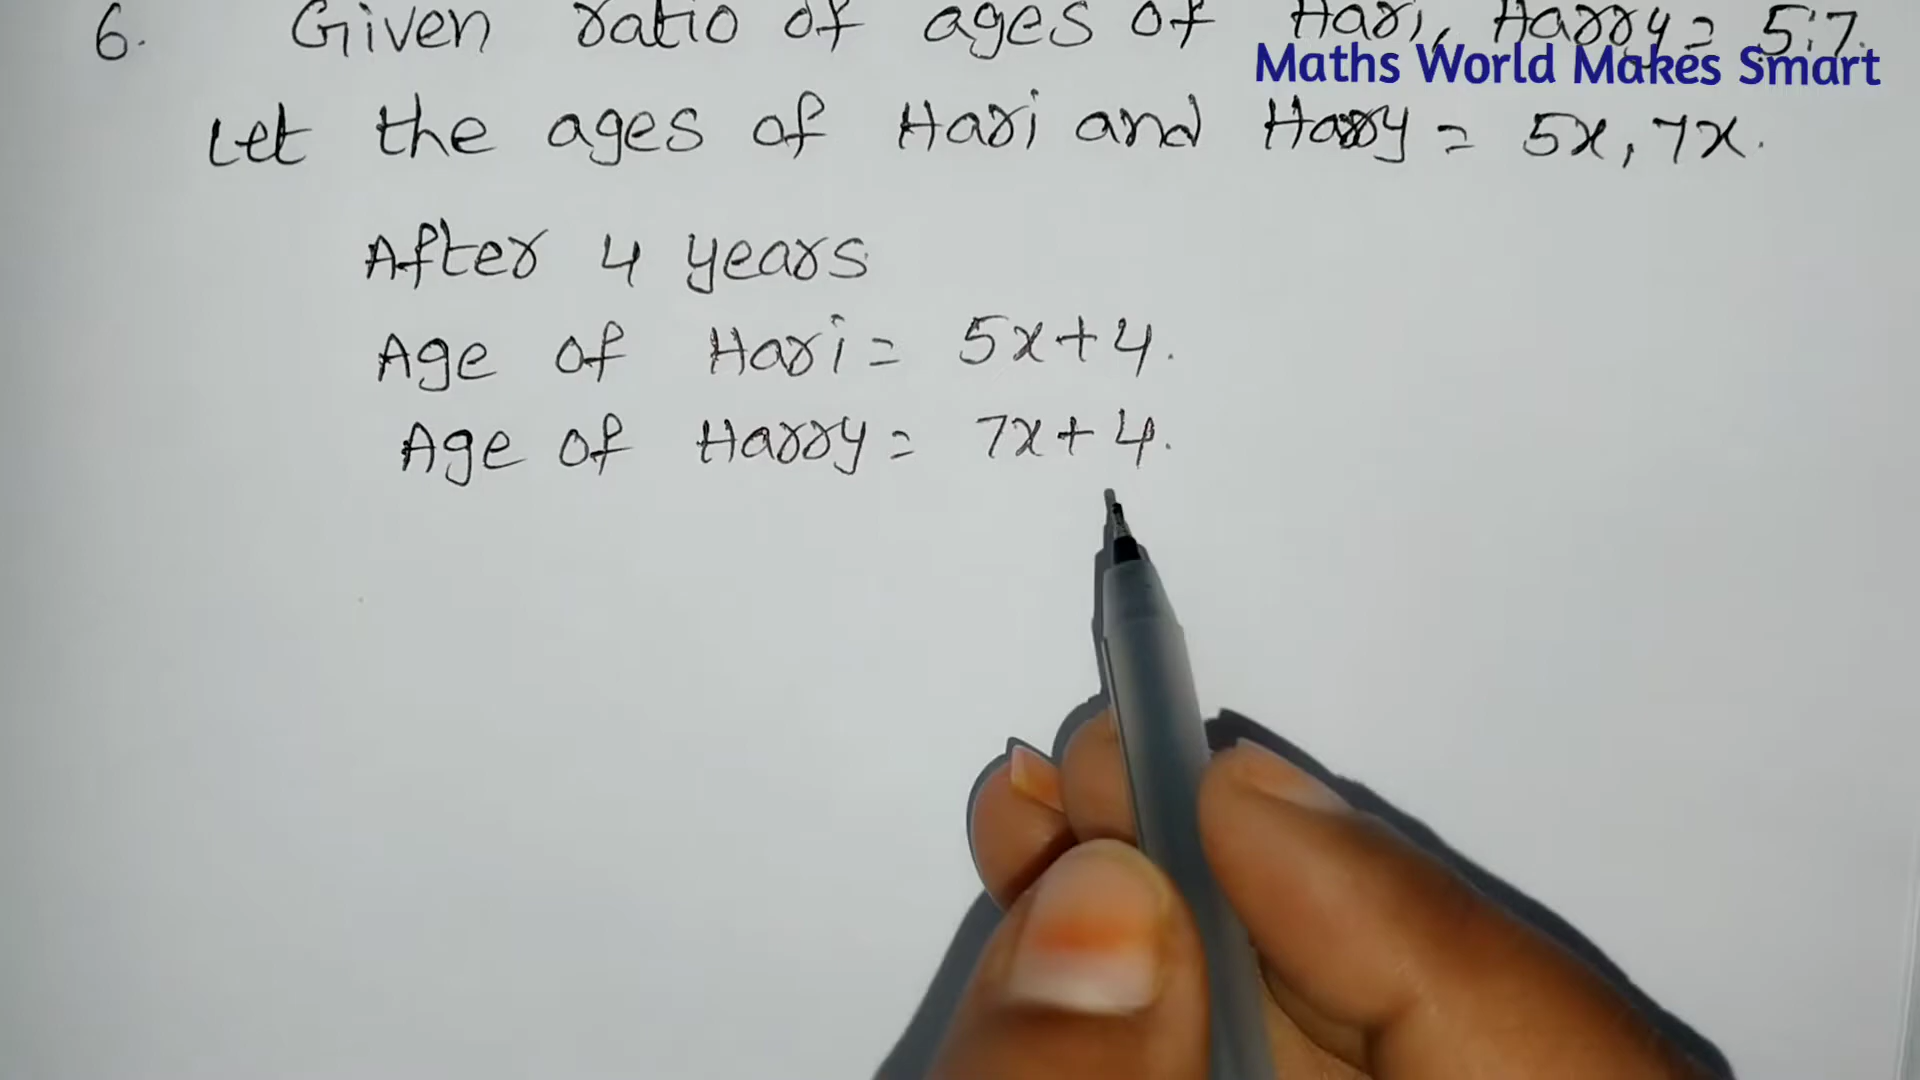 6. Given ratio of ages of Hari, Harry = 5:7.
Maths World Makes Smart
Let the ages of Hari and Harry = 5x, 7x.
After 4 years
Age of Hari = 5x+4.
Age of Harry = 7x+4.